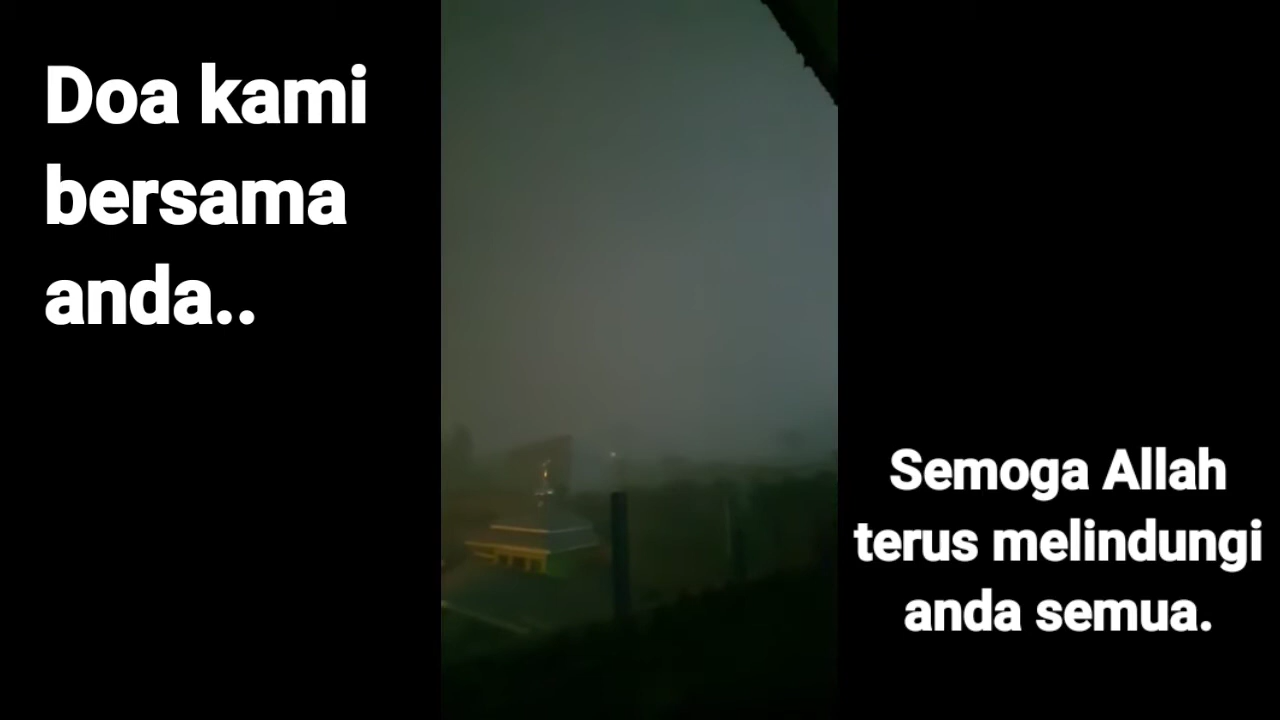 Doa kami
bersama
anda..
Semoga Allah
terus melindungi
anda semua.